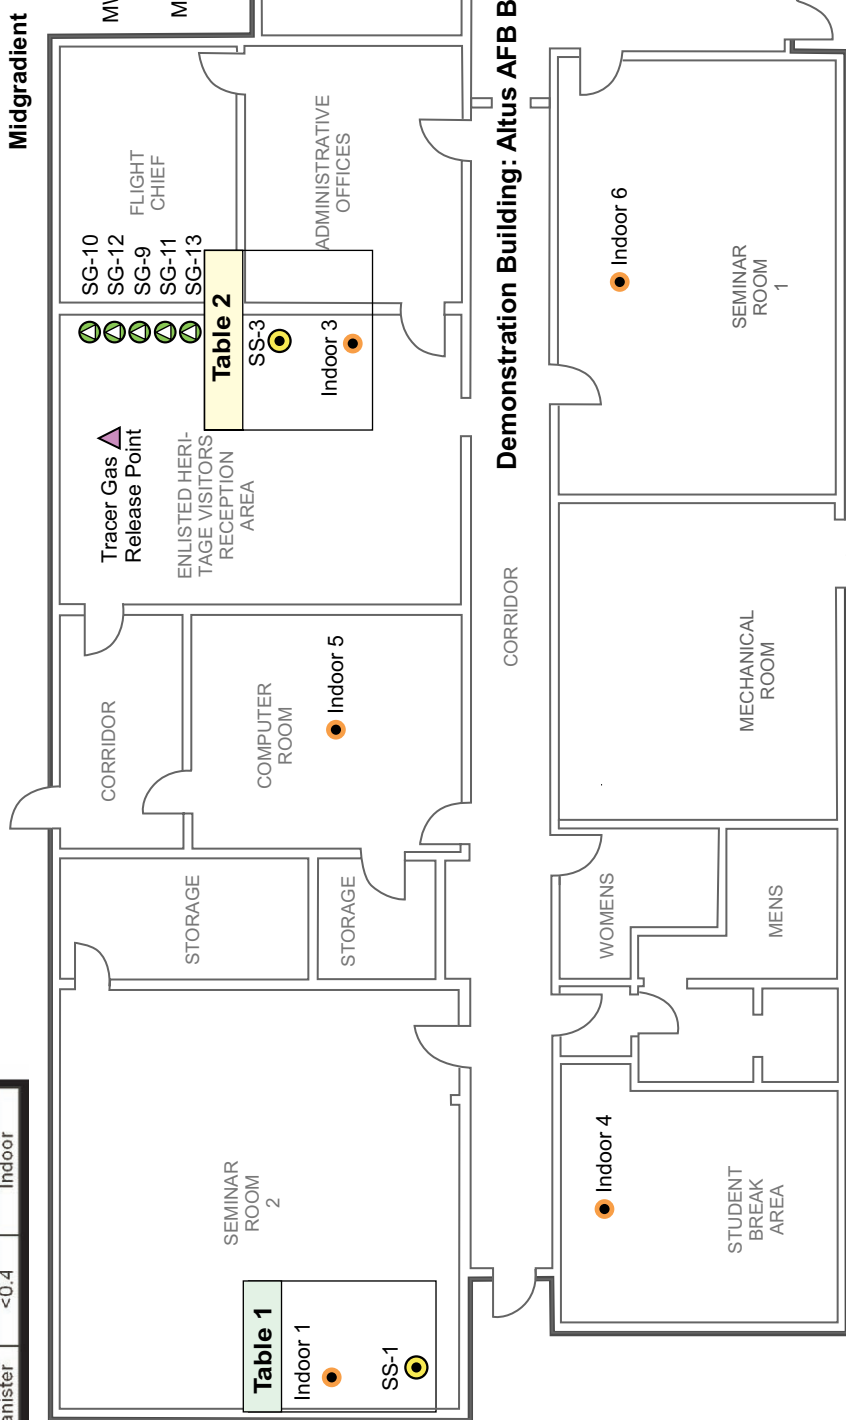 Midgradient
FLIGHT
CHIEF
ADMINISTRATIVE
OFFICES
SG-10
SG-12
SG-9
SG-11
SG-13
Table 2
SS-3
Indoor 3
Tracer Gas
Release Point
ENLISTED HERI-
TAGE VISITORS
RECEPTION
AREA
Demonstration Building: Altus AFB B
Indoor 6
SEMINAR
ROOM
1
CORRIDOR
CORRIDOR
COMPUTER
ROOM
Indoor 5
MECHANICAL
ROOM
STORAGE
STORAGE
WOMENS
MENS
SEMINAR
ROOM
2
Indoor 4
STUDENT
BREAK
AREA
Table 1
Indoor 1
SS-1
Indoor
<0.4